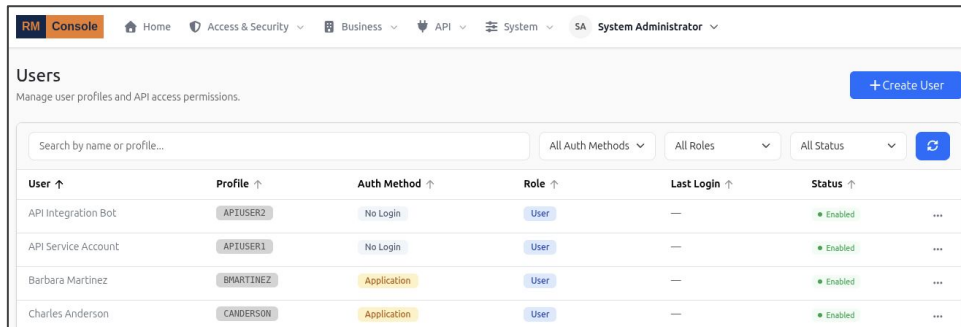 RM Console Home Access & Security Business API System SA System Administrator
Users
Manage user profiles and API access permissions.
+ Create User
Search by name or profile... All Auth Methods All Roles All Status
User ↑ Profile ↑ Auth Method ↑ Role ↑ Last Login ↑ Status ↑
API Integration Bot APIUSER2 No Login User — Enabled ...
API Service Account APIUSER1 No Login User — Enabled ...
Barbara Martinez BMARTINEZ Application User — Enabled ...
Charles Anderson CANDERSON Application User — Enabled ...